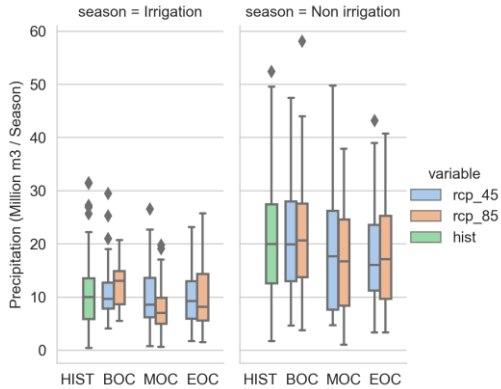 season = Irrigation
season = Non irrigation
Precipitation (Million m3 / Season)
60
50
40
30
20
10
0
HIST BOC MOC EOC
HIST BOC MOC EOC
variable
rcp_45
rcp_85
hist